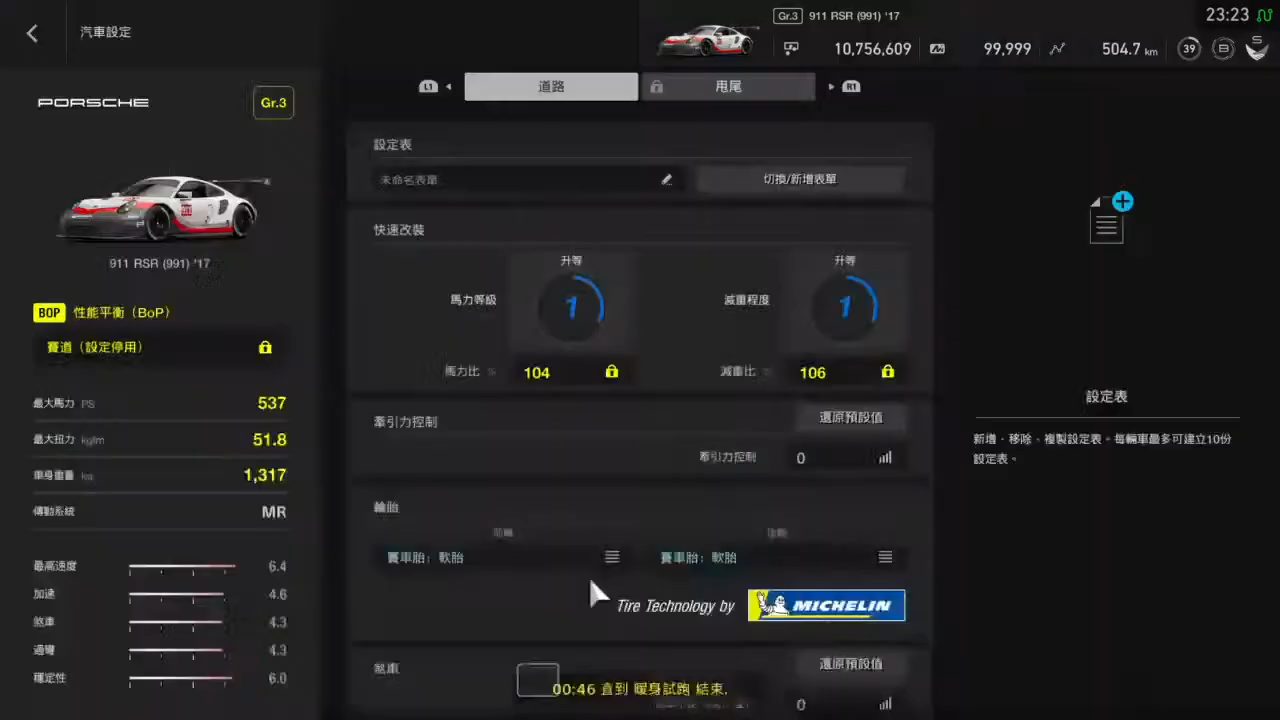 汽車設定
Gr.3 911 RSR (991) '17
23:23
10,756,609 99,999 504.7 km 39 B S
PORSCHE
Gr.3
L1 道路 甩尾 R1
設定表
未命名表單 切換/新增表單
快速改裝
升等 升等
馬力等級 1 減重程度 1
馬力比 % 104 減重比 % 106
911 RSR (991) '17
BOP 性能平衡（BoP）
賽道（設定停用）
最大馬力 PS 537
最大扭力 kgfm 51.8
車身重量 kg 1,317
傳動系統 MR
最高速度 6.4
加速 4.6
煞車 4.3
過彎 4.3
穩定性 6.0
牽引力控制 還原預設值
牽引力控制 0
輪胎
前輪 後輪
賽車胎：軟胎 賽車胎：軟胎
Tire Technology by MICHELIN
煞車 還原預設值
0
00:46 直到 暖身試跑 結束.
設定表
新增、移除、複製設定表。每輛車最多可建立10份
設定表。